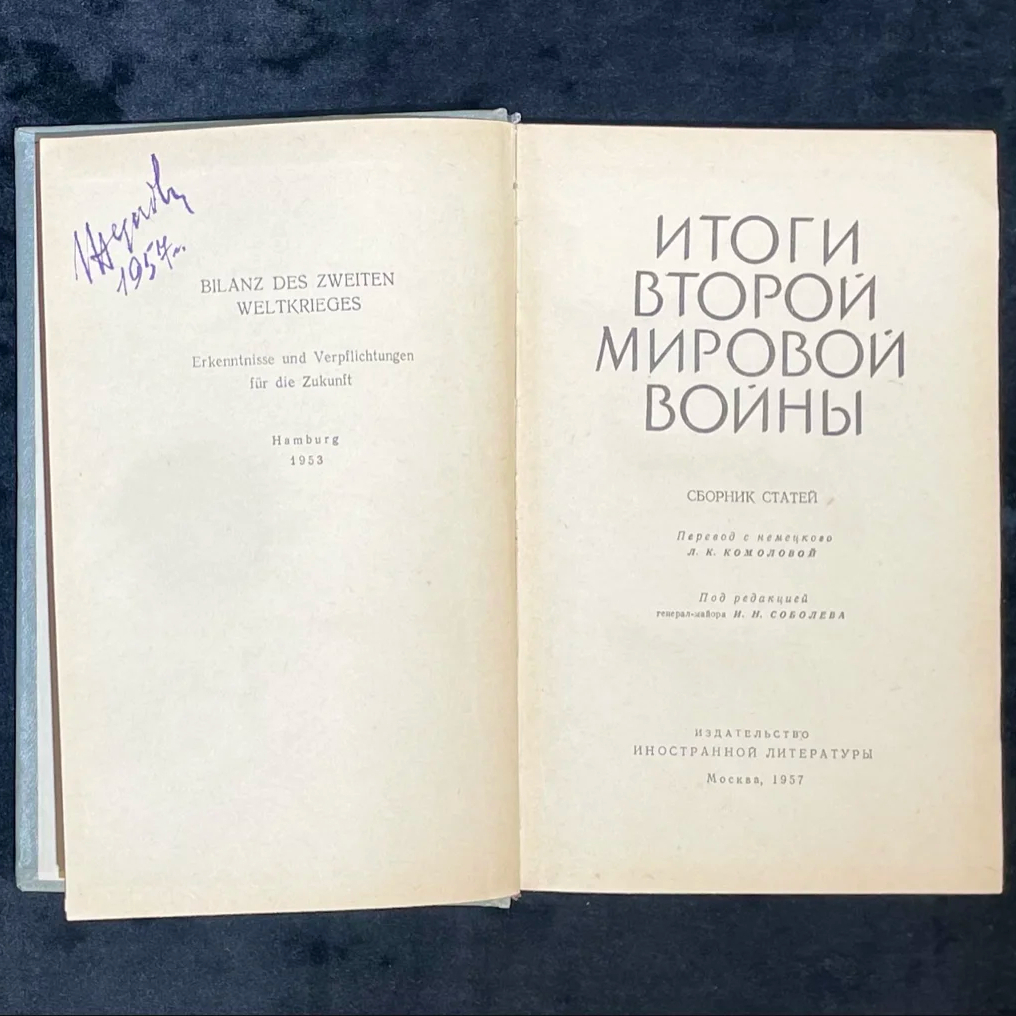 1957г.
BILANZ DES ZWEITEN
WELTKRIEGES
Erkenntnisse und Verpflichtungen
für die Zukunft
Hamburg
1953
ИТОГИ
ВТОРОЙ
МИРОВОЙ
ВОЙНЫ
СБОРНИК СТАТЕЙ
Перевод с немецкого
Л. К. КОМОЛОВОЙ
Под редакцией
генерал-майора И. Н. СОБОЛЕВА
ИЗДАТЕЛЬСТВО
ИНОСТРАННОЙ ЛИТЕРАТУРЫ
Москва, 1957